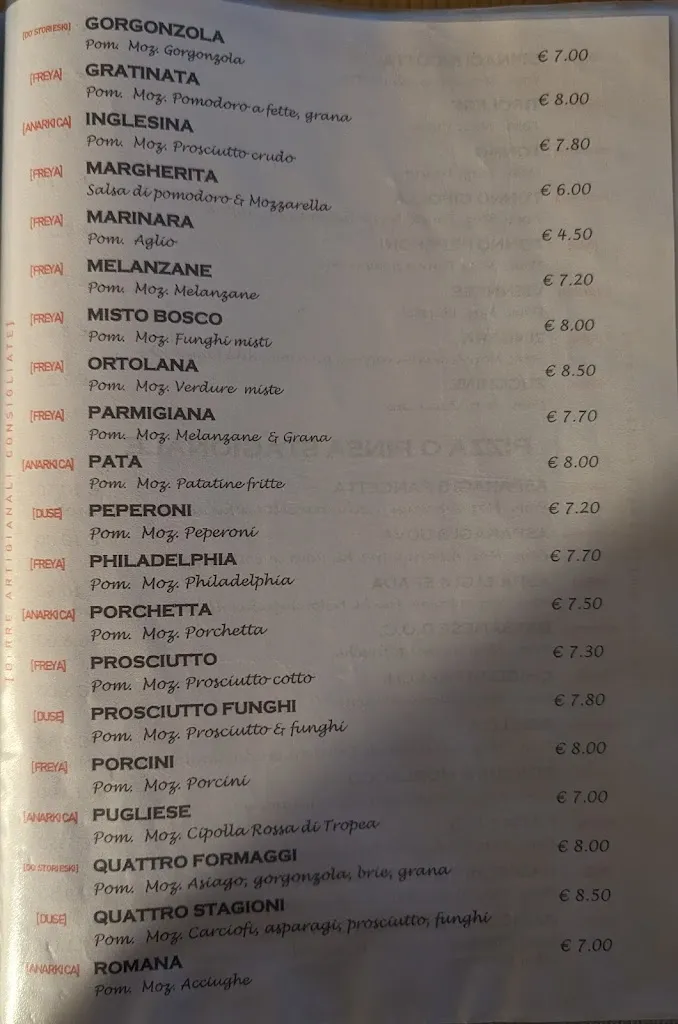 [DO STORIESKI] GORGONZOLA
Pom. Moz. Gorgonzola € 7.00
[FREYA] GRATINATA
Pom. Moz. Pomodoro a fette, grana € 8.00
[ANARKICA] INGLESINA
Pom. Moz. Prosciutto crudo € 7.80
[FREYA] MARGHERITA
Salsa di pomodoro & Mozzarella € 6.00
[FREYA] MARINARA
Pom. Aglio € 4.50
[FREYA] MELANZANE
Pom. Moz. Melanzane € 7.20
[FREYA] MISTO BOSCO
Pom. Moz. Funghi misti € 8.00
[FREYA] ORTOLANA
Pom. Moz. Verdure miste € 8.50
[FREYA] PARMIGIANA
Pom. Moz. Melanzane & Grana € 7.70
[ANARKICA] PATA € 8.00
Pom. Moz. Patatine fritte
[DUSE] PEPERONI € 7.20
Pom. Moz. Peperoni
[FREYA] PHILADELPHIA € 7.70
Pom. Moz. Philadelphia
[ANARKICA] PORCHETTA € 7.50
Pom. Moz. Porchetta
[FREYA] PROSCIUTTO € 7.30
Pom. Moz. Prosciutto cotto
[DUSE] PROSCIUTTO FUNGHI € 7.80
Pom. Moz. Prosciutto & funghi
[FREYA] PORCINI € 8.00
Pom. Moz. Porcini
[ANARKICA] PUGLIESE € 7.00
Pom. Moz. Cipolla Rossa di Tropea
[DO STORIESKI] QUATTRO FORMAGGI € 8.00
Pom. Moz. Asiago, gorgonzola, brie, grana
[DUSE] QUATTRO STAGIONI € 8.50
Pom. Moz. Carciofi, asparagi, prosciutto, funghi
[ANARKICA] ROMANA € 7.00
Pom. Moz. Acciughe
[BIRRE ARTIGIANALI CONSIGLIATE]